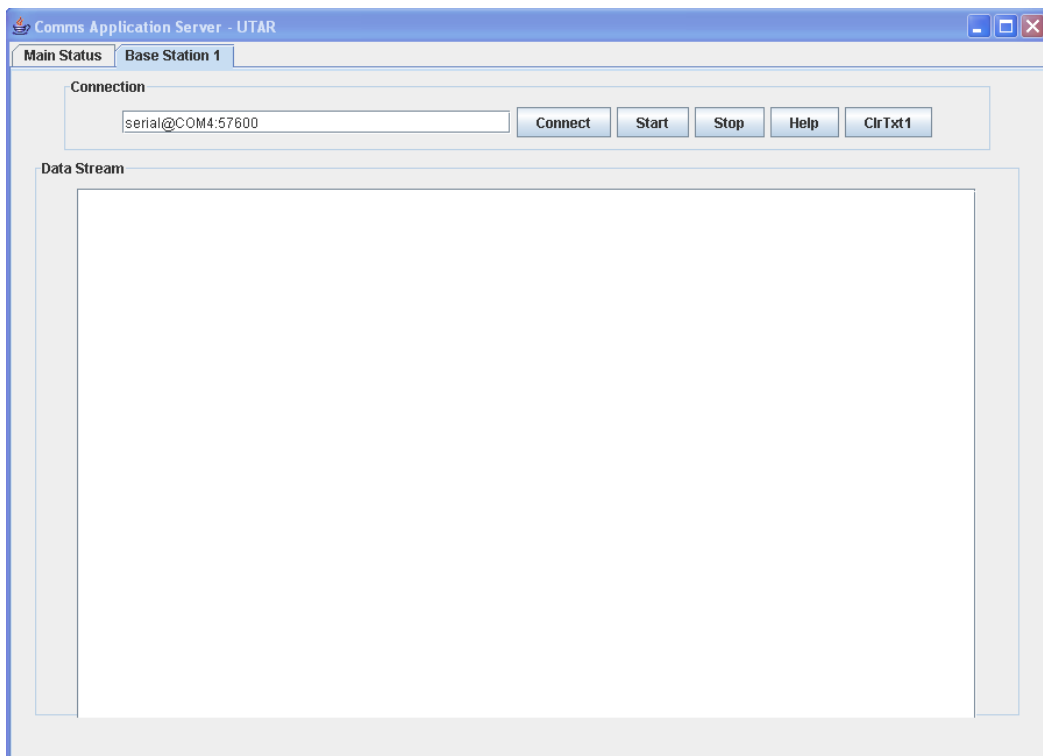 Comms Application Server - UTAR
Main Status Base Station 1
Connection
serial@COM4:57600 Connect Start Stop Help ClrTxt1
Data Stream